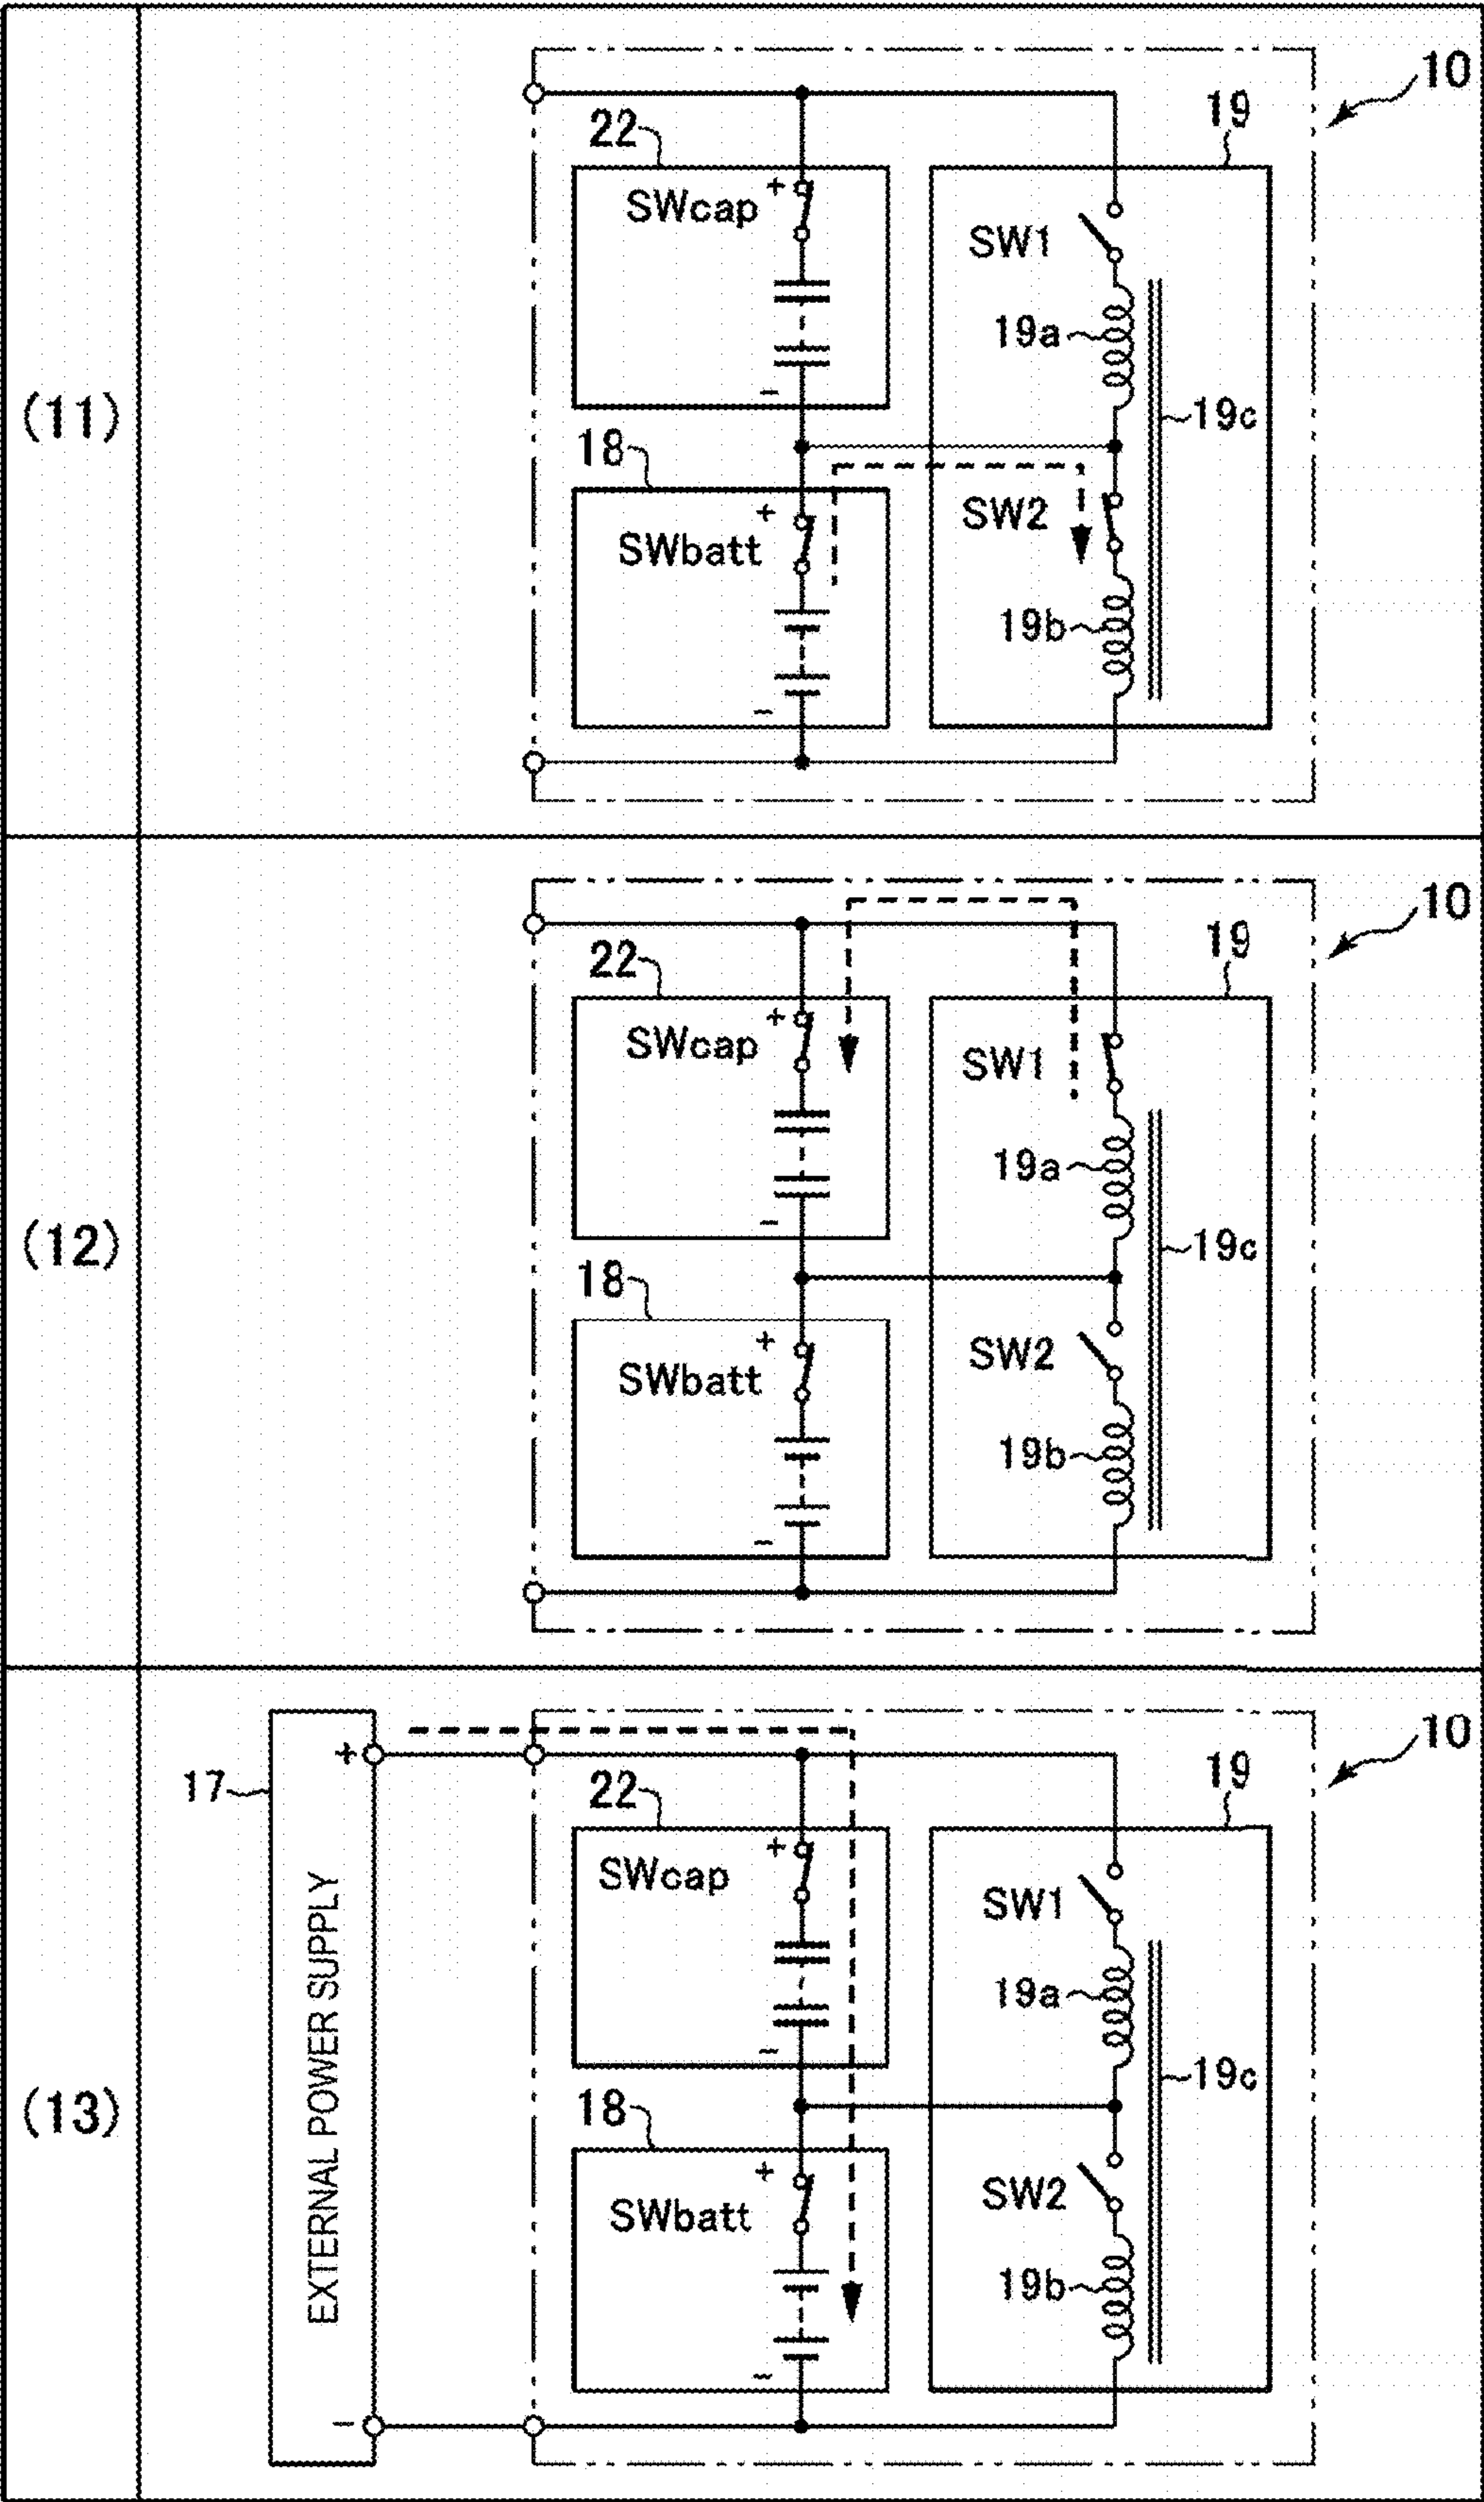 (11)
10
22
19
+
SWcap
SW1
19a
19c
−
18
+
SWbatt
SW2
19b
−
(12)
10
22
19
+
SWcap
SW1
19a
19c
−
18
+
SWbatt
SW2
19b
−
(13)
17
+
EXTERNAL POWER SUPPLY
−
10
22
19
+
SWcap
SW1
19a
19c
−
18
+
SWbatt
SW2
19b
−